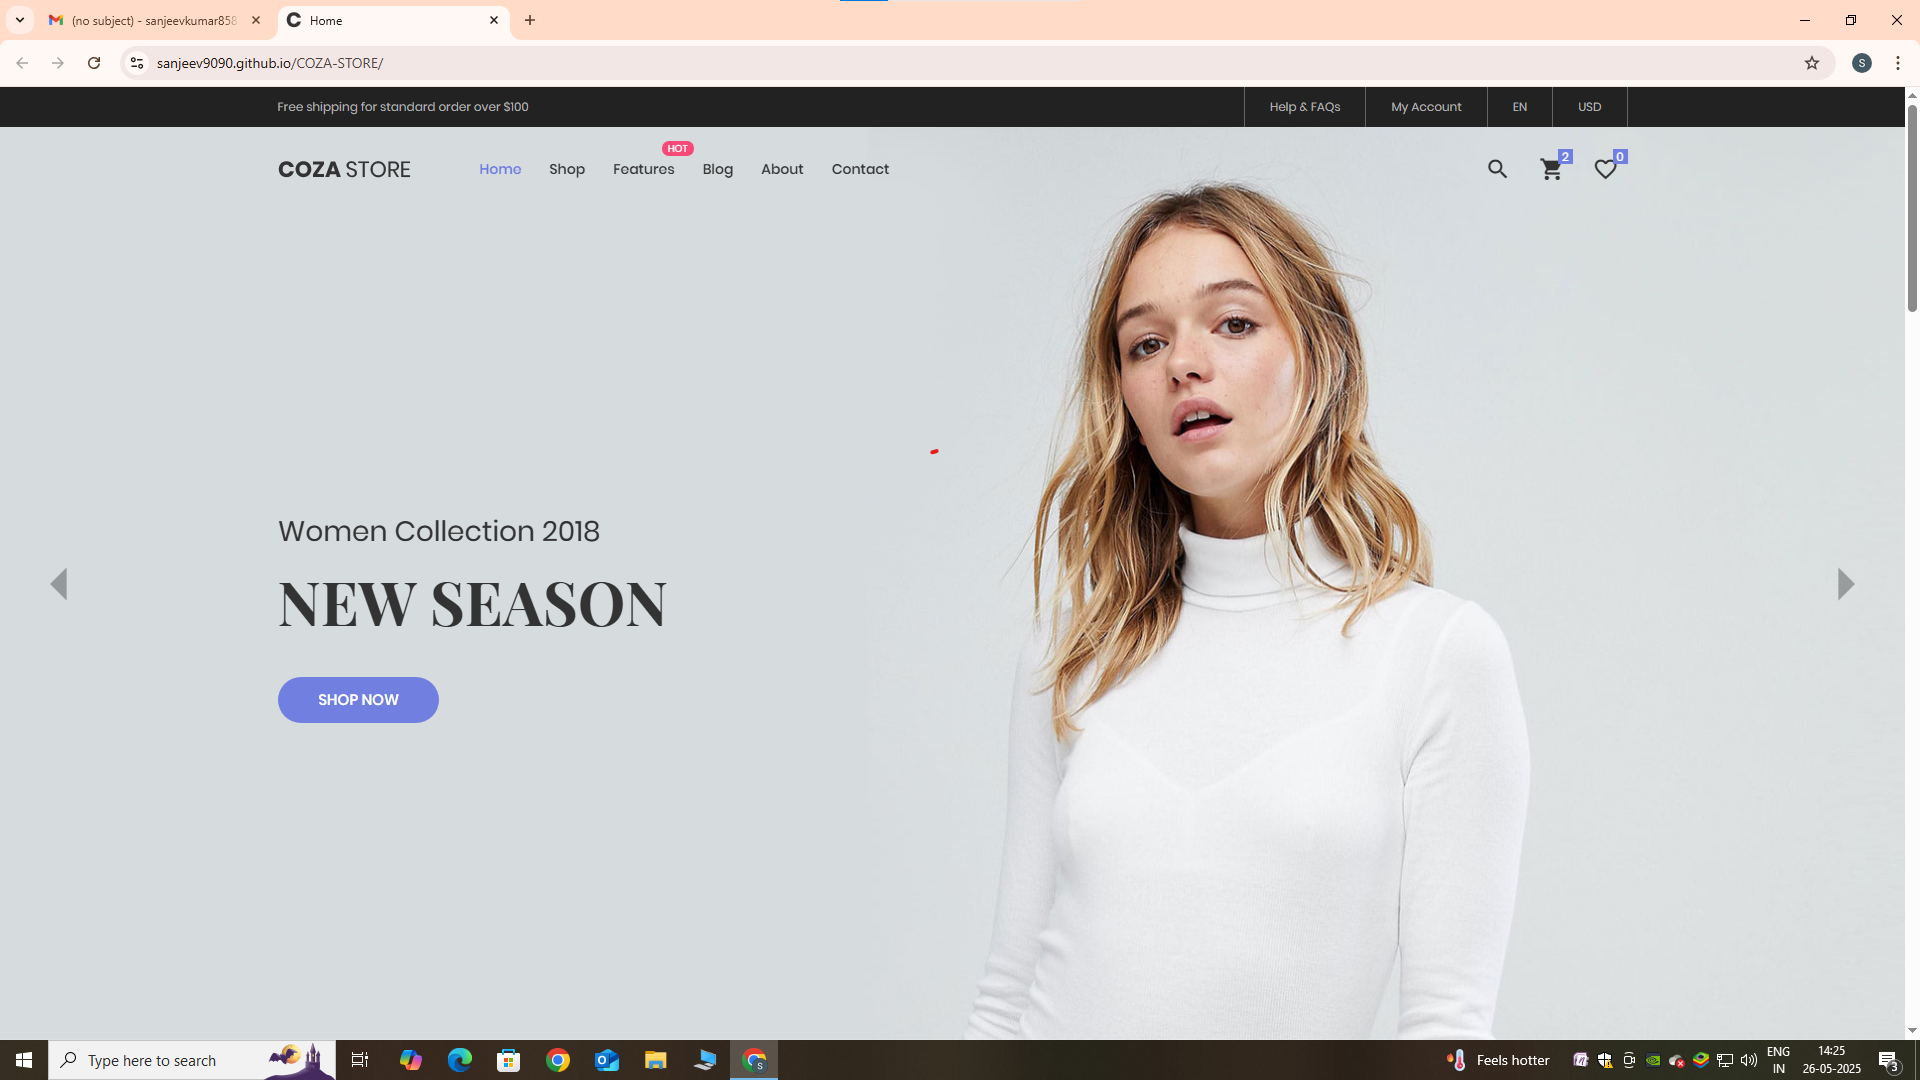 (no subject) - sanjeevkumar858
Home
sanjeev9090.github.io/COZA-STORE/
S
Free shipping for standard order over $100
Help & FAQs
My Account
EN
USD
COZA STORE
Home
Shop
Features
HOT
Blog
About
Contact
2
0
Women Collection 2018
NEW SEASON
SHOP NOW
Type here to search
S
Feels hotter
ENG
IN
14:25
26-05-2025
3